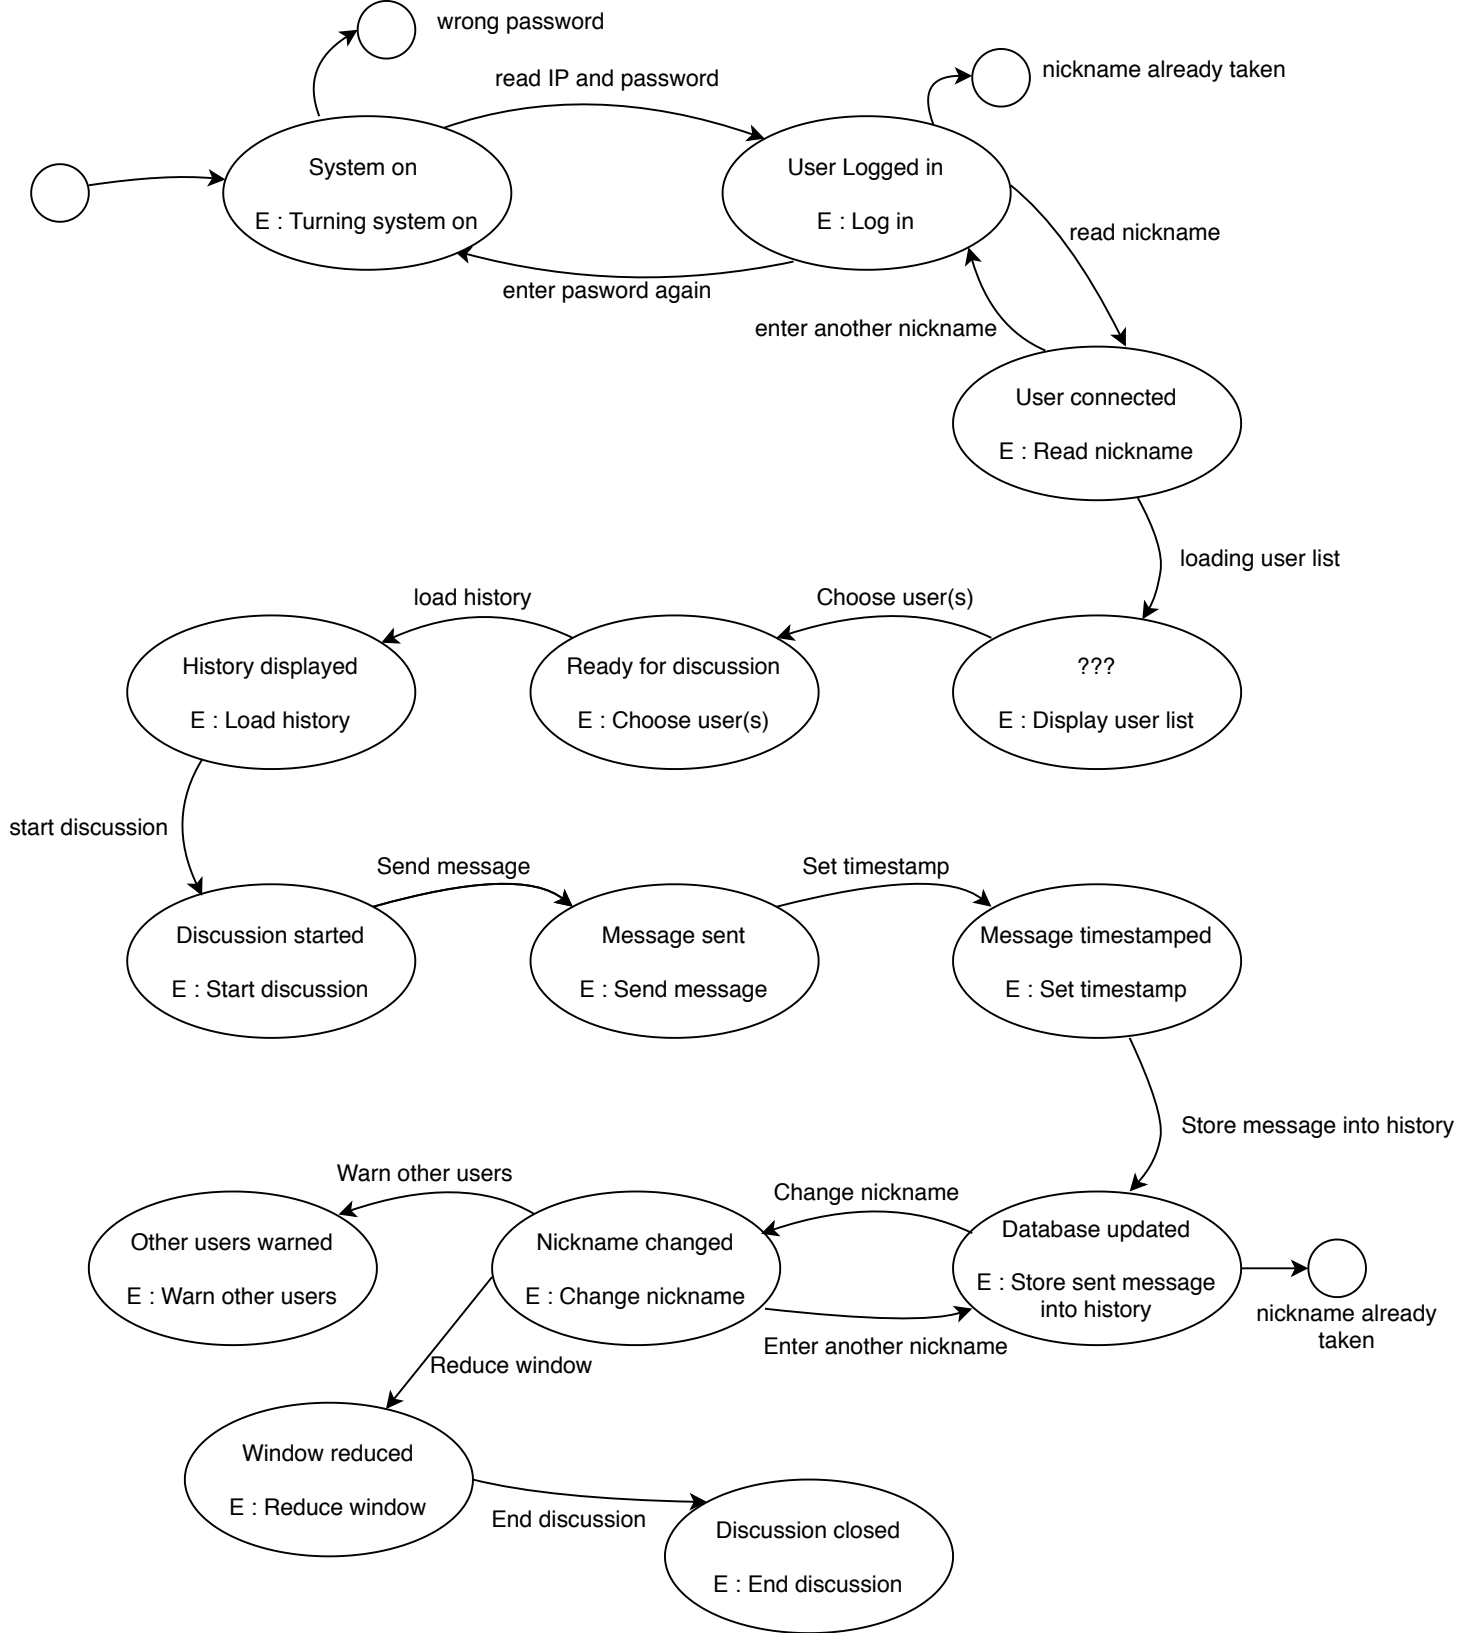 wrong password
nickname already taken
read IP and password
System on
E : Turning system on
User Logged in
E : Log in
read nickname
enter pasword again
enter another nickname
User connected
E : Read nickname
loading user list
load history
Choose user(s)
History displayed
E : Load history
Ready for discussion
E : Choose user(s)
???
E : Display user list
start discussion
Send message
Set timestamp
Discussion started
E : Start discussion
Message sent
E : Send message
Message timestamped
E : Set timestamp
Store message into history
Warn other users
Change nickname
Other users warned
E : Warn other users
Nickname changed
E : Change nickname
Database updated
E : Store sent message
into history
nickname already
taken
Enter another nickname
Reduce window
Window reduced
E : Reduce window
End discussion
Discussion closed
E : End discussion